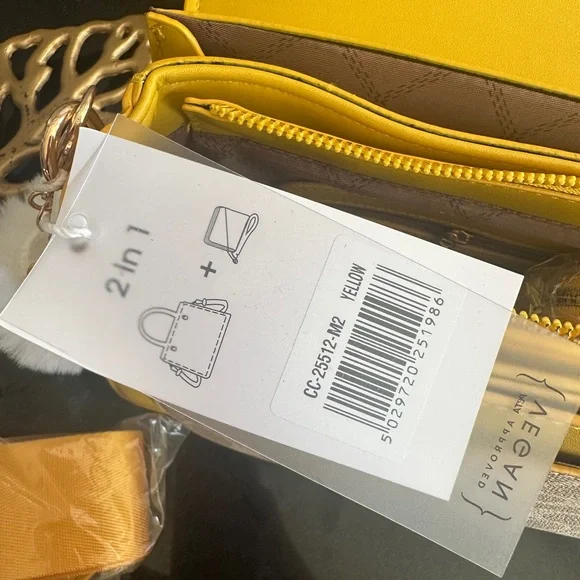 2-In 1
+
CC-25512-M2 YELLOW
5 029720 251986
PETA APPROVED
{VEGAN}